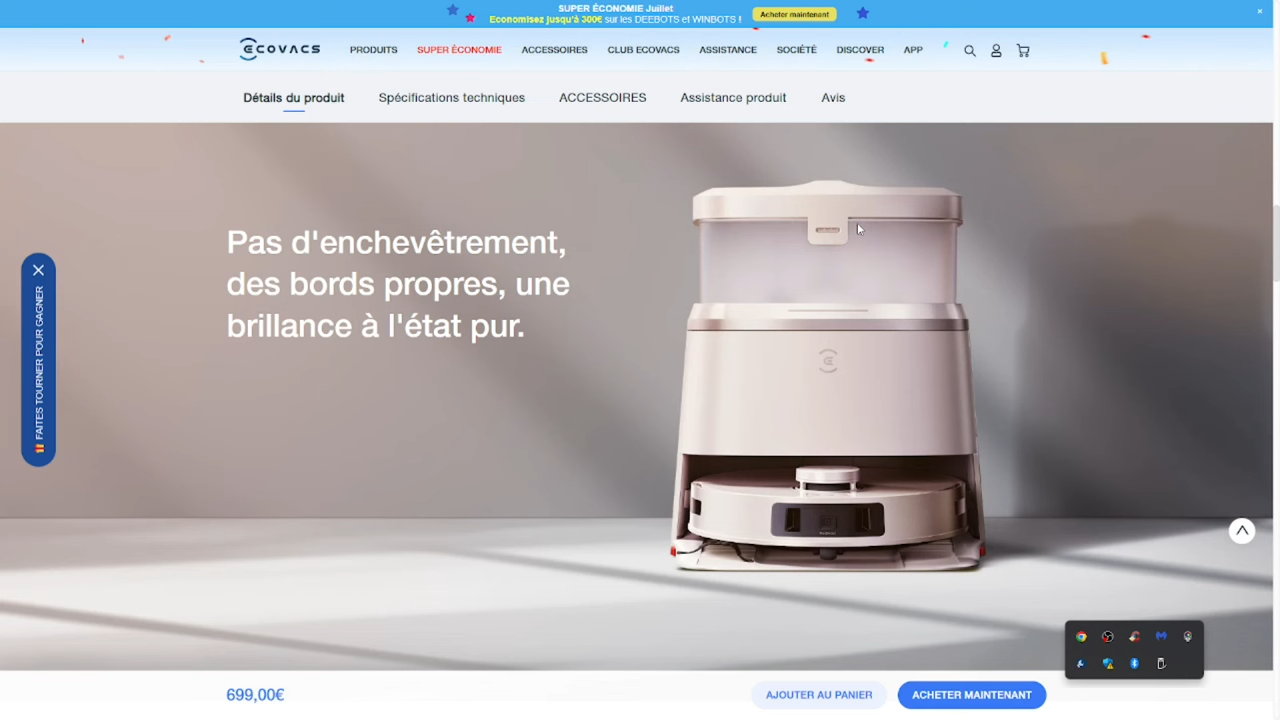 SUPER ÉCONOMIE Juillet
Economisez jusqu'à 300€ sur les DEEBOTS et WINBOTS !
Acheter maintenant
ECOVACS
PRODUITS
SUPER ÉCONOMIE
ACCESSOIRES
CLUB ECOVACS
ASSISTANCE
SOCIÉTÉ
DISCOVER
APP
Détails du produit
Spécifications techniques
ACCESSOIRES
Assistance produit
Avis
Pas d'enchevêtrement,
des bords propres, une
brillance à l'état pur.
FAITES TOURNER POUR GAGNER
699,00€
AJOUTER AU PANIER
ACHETER MAINTENANT